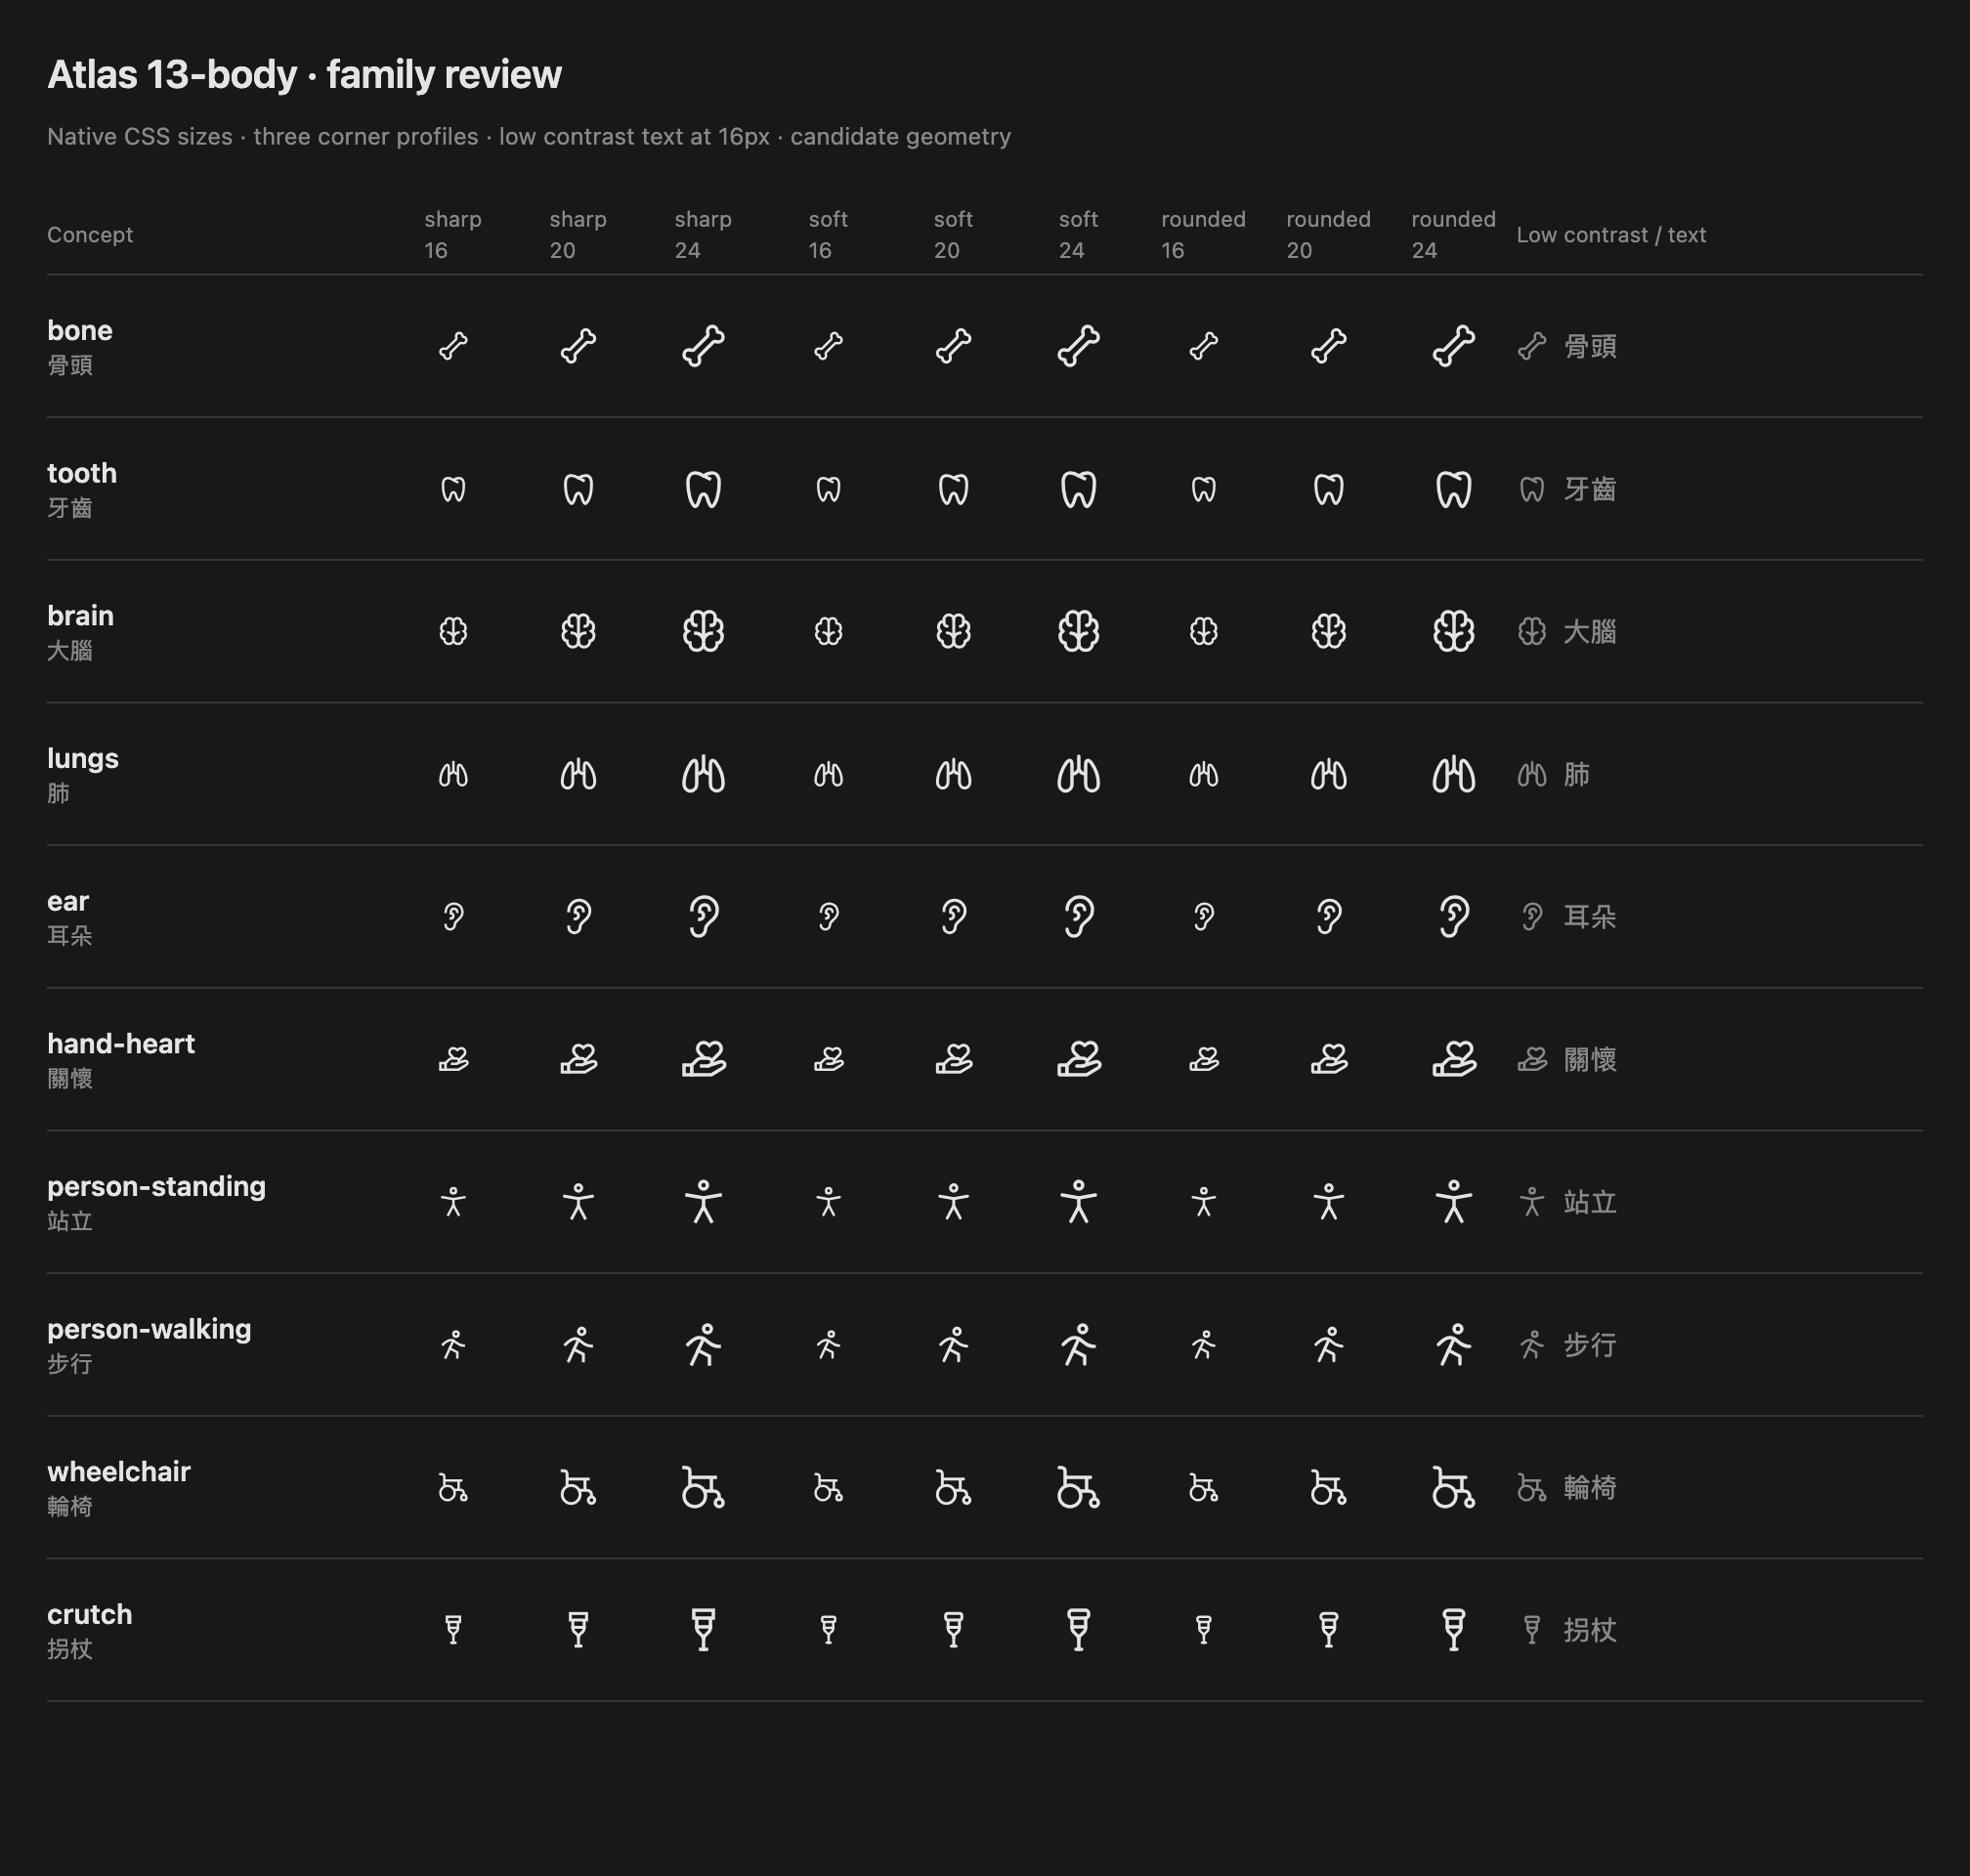 Atlas 13-body · family review
Native CSS sizes · three corner profiles · low contrast text at 16px · candidate geometry
Concept sharp 16 sharp 20 sharp 24 soft 16 soft 20 soft 24 rounded 16 rounded 20 rounded 24 Low contrast / text
bone
骨頭
骨頭
tooth
牙齒
牙齒
brain
大腦
大腦
lungs
肺
肺
ear
耳朵
耳朵
hand-heart
關懷
關懷
person-standing
站立
站立
person-walking
步行
步行
wheelchair
輪椅
輪椅
crutch
拐杖
拐杖